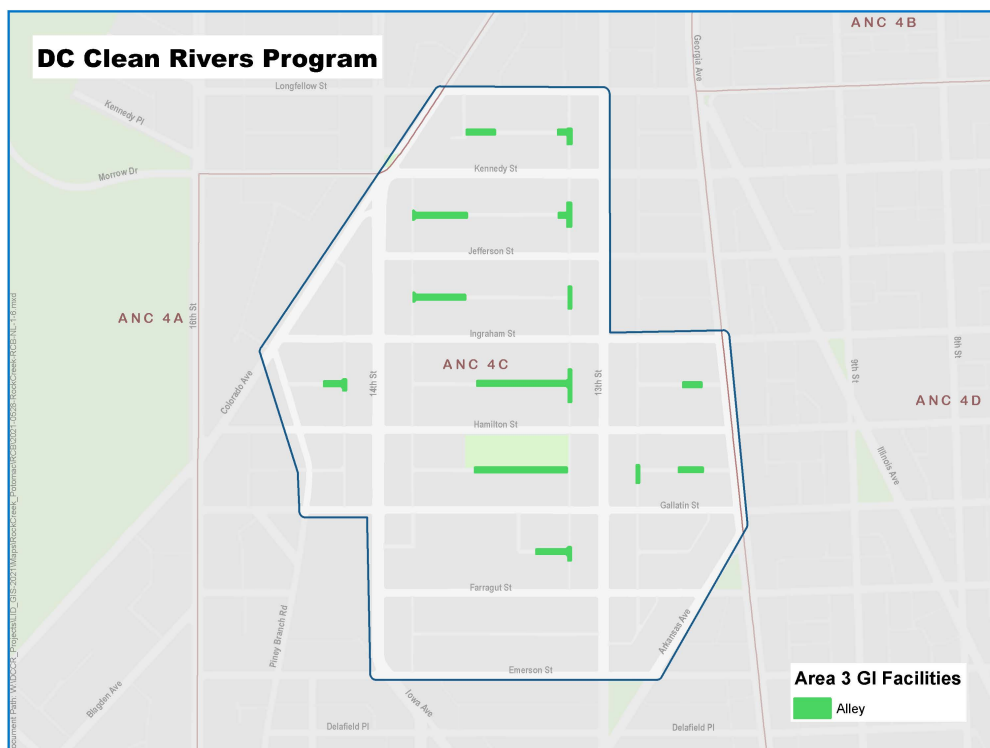 ANC 4B
DC Clean Rivers Program
Georgia Ave
Longfellow St
Kennedy Pl
Morrow Dr
Kennedy St
Jefferson St
ANC 4A
16th St
Ingraham St
ANC 4C
14th St
13th St
Colorado Ave
9th St
8th St
ANC 4D
Hamilton St
Illinois Ave
Gallatin St
Farragut St
Piney Branch Rd
Arkansas Ave
Emerson St
Blagden Ave
Iowa Ave
Delafield Pl
Delafield Pl
Area 3 GI Facilities
Alley